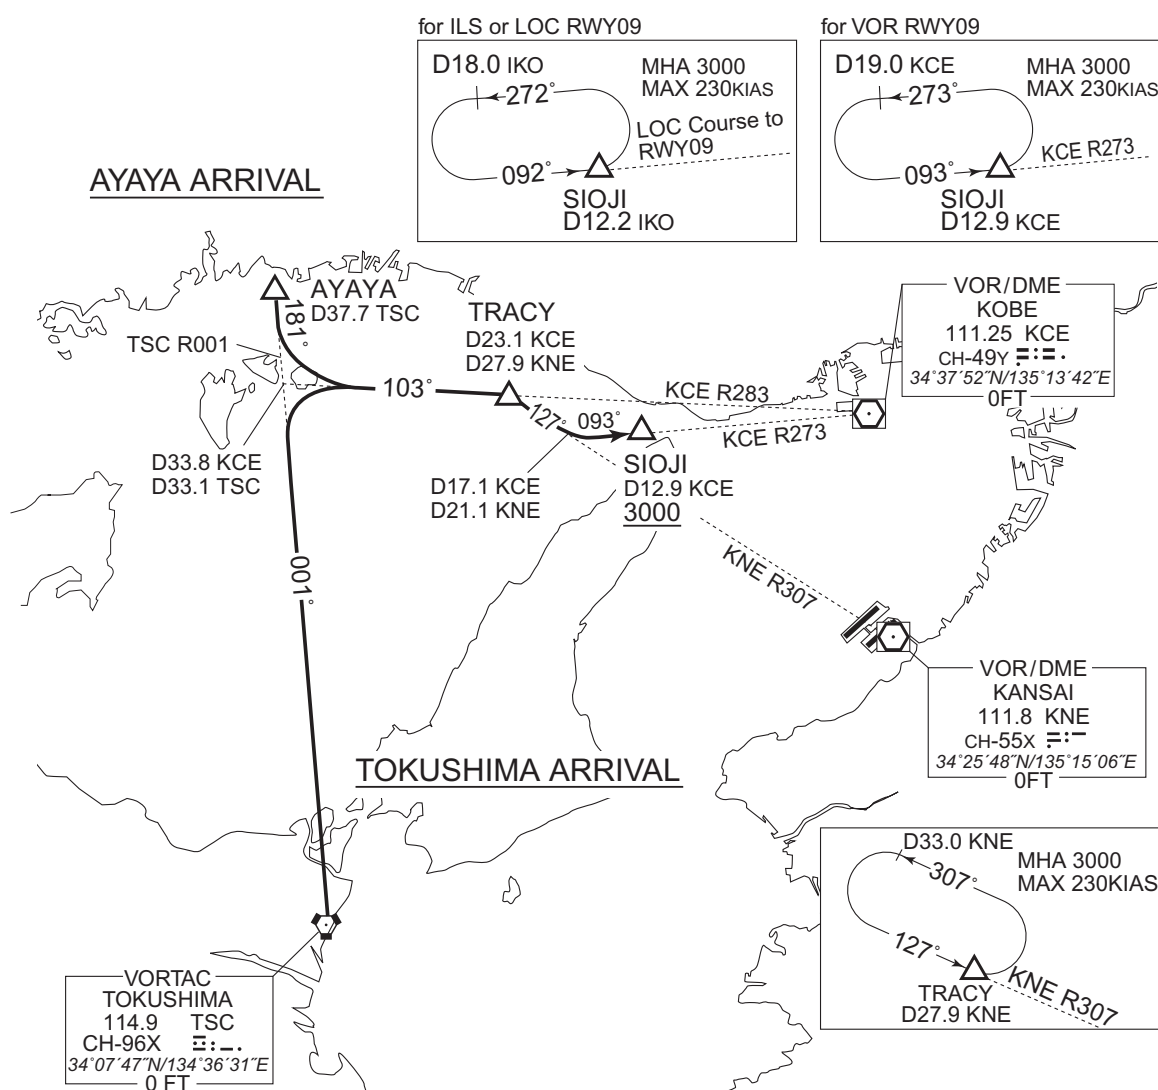 for ILS or LOC RWY09
D18.0 IKO
MHA 3000
MAX 230KIAS
272°
LOC Course to
RWY09
092°
SIOJI
D12.2 IKO
for VOR RWY09
D19.0 KCE
MHA 3000
MAX 230KIAS
273°
KCE R273
093°
SIOJI
D12.9 KCE
AYAYA ARRIVAL
AYAYA
D37.7 TSC
181°
TSC R001
TRACY
D23.1 KCE
D27.9 KNE
103°
KCE R283
127°
093°
KCE R273
VOR/DME
KOBE
111.25 KCE
CH-49Y
34°37´52˝N/135°13´42˝E
0FT
D33.8 KCE
D33.1 TSC
D17.1 KCE
D21.1 KNE
SIOJI
D12.9 KCE
3000
001°
KNE R307
VOR/DME
KANSAI
111.8 KNE
CH-55X
34°25´48˝N/135°15´06˝E
0FT
TOKUSHIMA ARRIVAL
D33.0 KNE
MHA 3000
MAX 230KIAS
307°
127°
TRACY
D27.9 KNE
KNE R307
VORTAC
TOKUSHIMA
114.9 TSC
CH-96X
34°07´47˝N/134°36´31˝E
0 FT